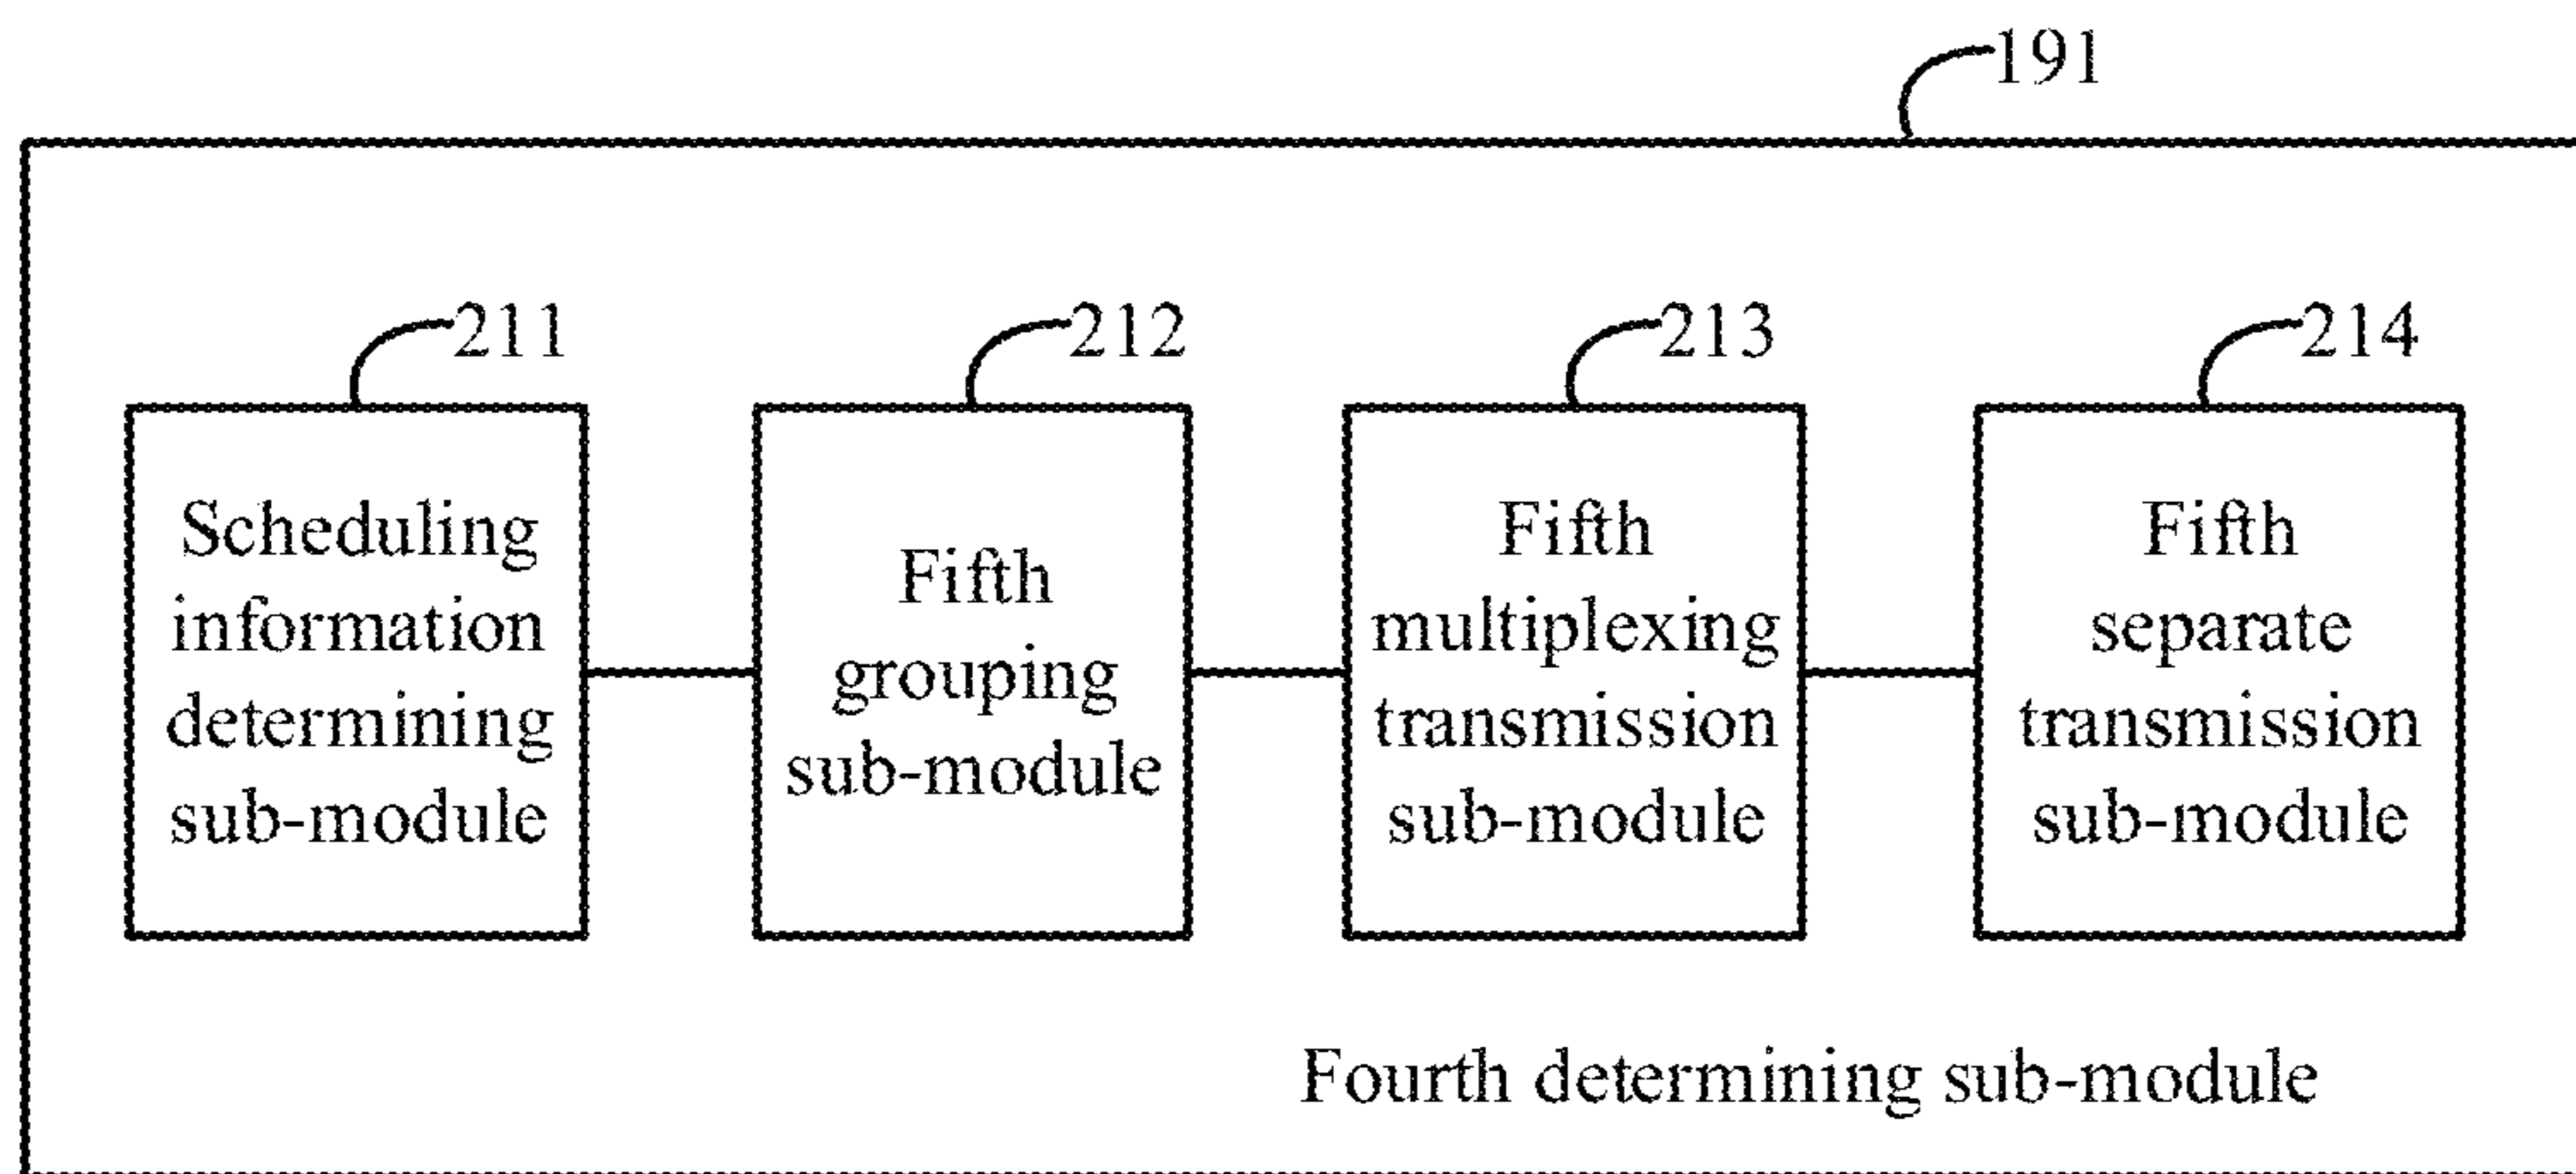 191
211
212
213
214
Scheduling
information
determining
sub-module
Fifth
grouping
sub-module
Fifth
multiplexing
transmission
sub-module
Fifth
separate
transmission
sub-module
Fourth determining sub-module